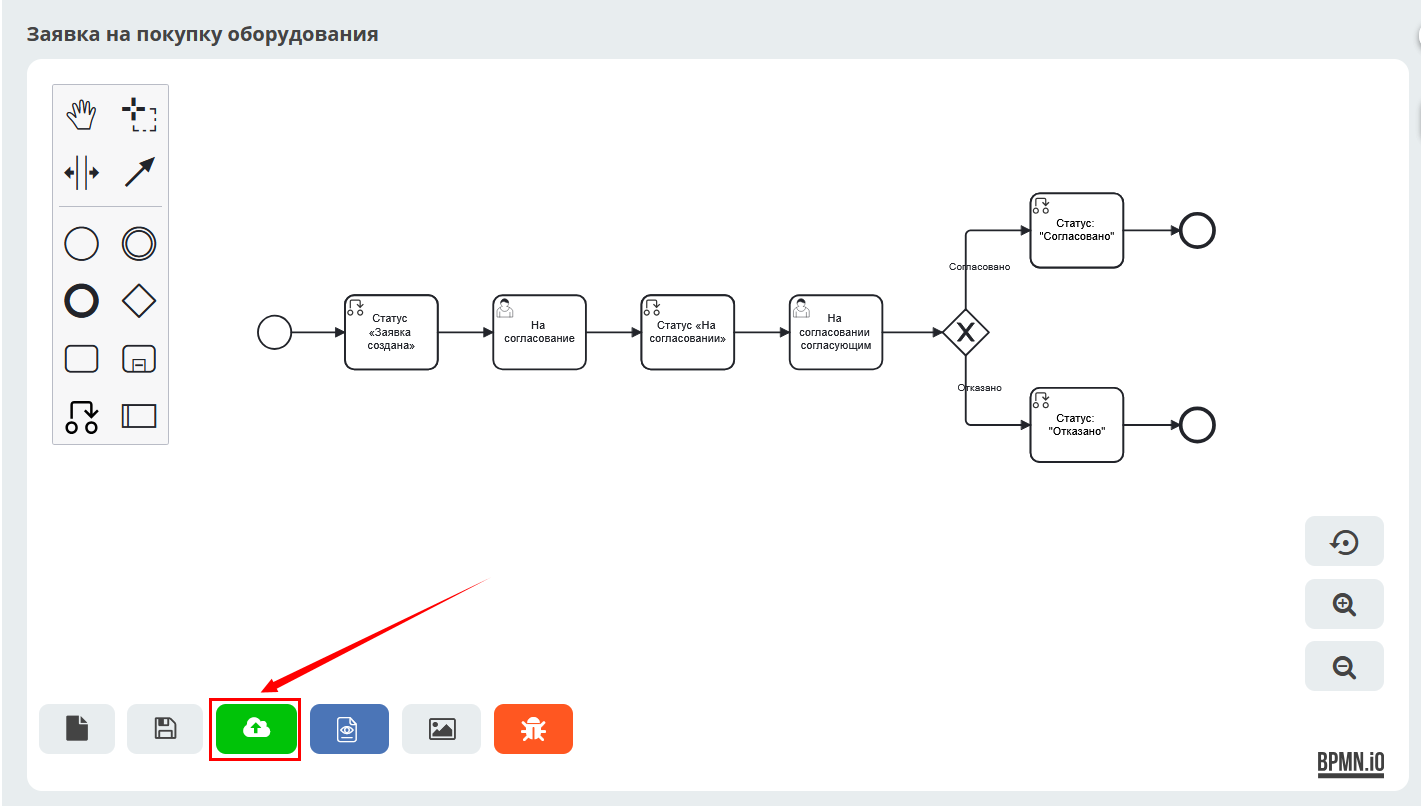 Заявка на покупку оборудования
Статус
«Заявка
создана»
На
согласование
Статус «На
согласовании»
На
согласовании
согласующим
X
Согласовано
Отказано
Статус:
"Согласовано"
Статус:
"Отказано"
BPMN.iO